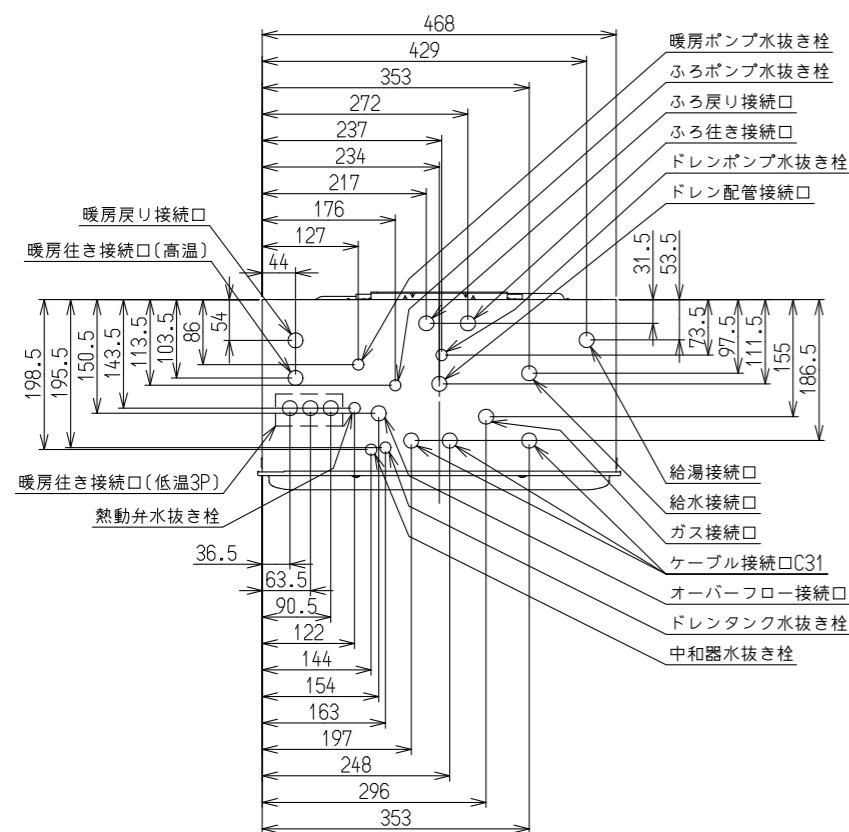 468
429
353
272
237
234
217
176
127
44
暖房ポンプ水抜き栓
ふろポンプ水抜き栓
ふろ戻り接続口
ふろ往き接続口
ドレンポンプ水抜き栓
ドレン配管接続口
暖房戻り接続口
暖房往き接続口(高温)
198.5
195.5
150.5
143.5
113.5
103.5
86
54
31.5
53.5
73.5
97.5
111.5
155
186.5
暖房往き接続口(低温3P)
熱動弁水抜き栓
給湯接続口
給水接続口
ガス接続口
ケーブル接続口C31
オーバーフロー接続口
ドレンタンク水抜き栓
中和器水抜き栓
36.5
63.5
90.5
122
144
154
163
197
248
296
353